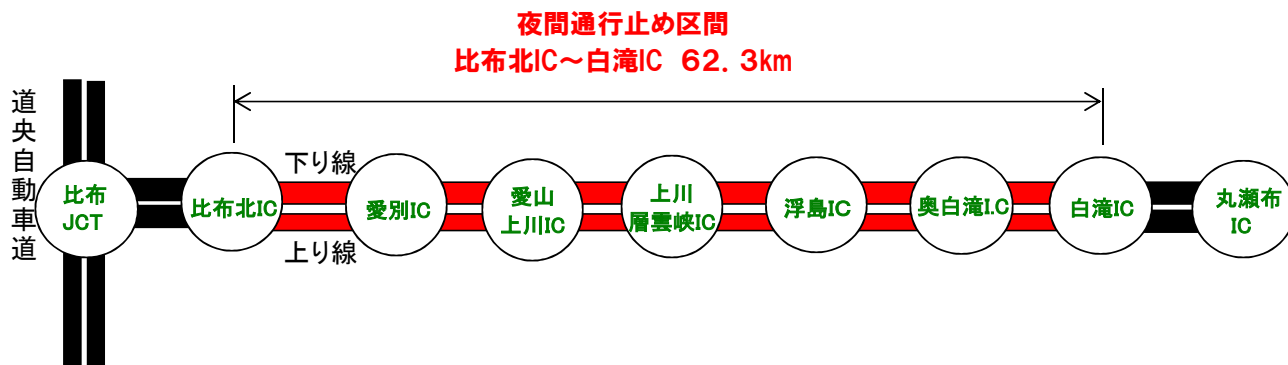 夜間通行止め区間
比布北IC～白滝IC ６２．３km
道央自動車道
下り線
比布
JCT
比布北IC
愛別IC
愛山
上川IC
上川
層雲峡IC
浮島IC
奥白滝I.C
白滝IC
丸瀬布
IC
上り線